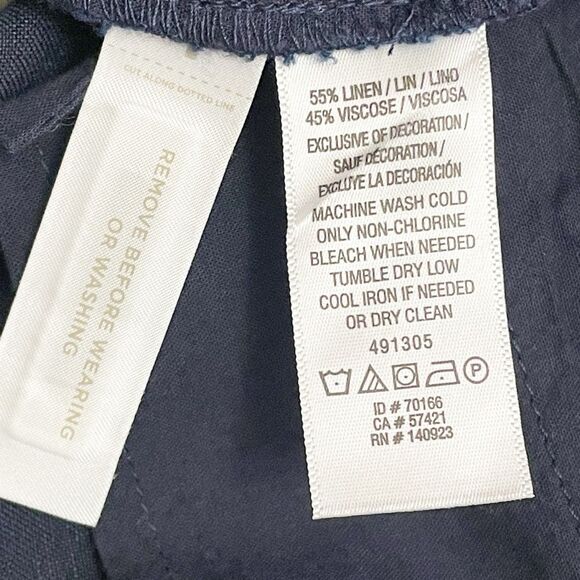 CUT ALONG DOTTED LINE
REMOVE BEFORE WEARING
OR WASHING
55% LINEN / LIN / LINO
45% VISCOSE / VISCOSA
EXCLUSIVE OF DECORATION /
SAUF DÉCORATION /
EXCLUYE LA DECORACIÓN
MACHINE WASH COLD
ONLY NON-CHLORINE
BLEACH WHEN NEEDED
TUMBLE DRY LOW
COOL IRON IF NEEDED
OR DRY CLEAN
491305
P
ID # 70166
CA # 57421
RN # 140923